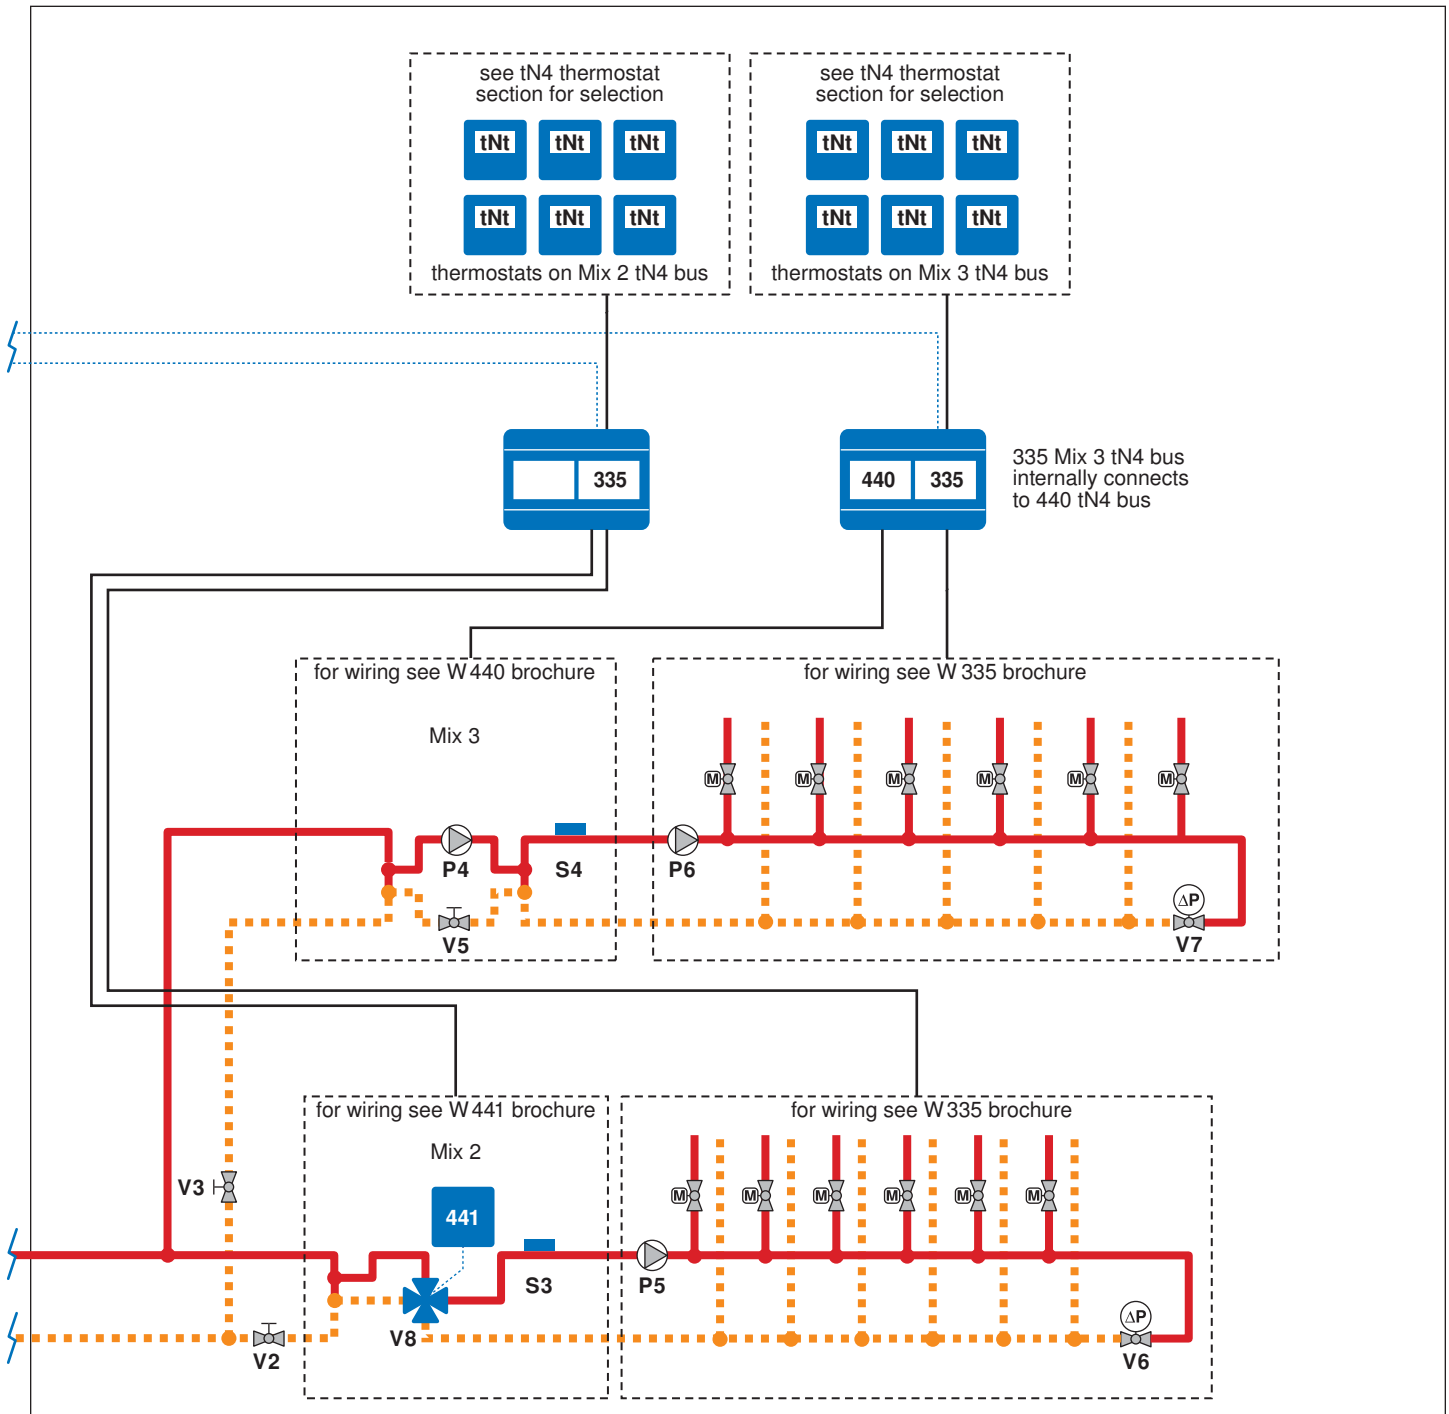 see tN4 thermostat
section for selection
tNt tNt tNt
tNt tNt tNt
thermostats on Mix 2 tN4 bus
see tN4 thermostat
section for selection
tNt tNt tNt
tNt tNt tNt
thermostats on Mix 3 tN4 bus
335
440 335
335 Mix 3 tN4 bus
internally connects
to 440 tN4 bus
for wiring see W 440 brochure
Mix 3
P4
S4
V5
for wiring see W 335 brochure
M M M M M M
P6
ΔP
V7
V3
V2
for wiring see W 441 brochure
Mix 2
441
S3
V8
for wiring see W 335 brochure
M M M M M M
P5
ΔP
V6